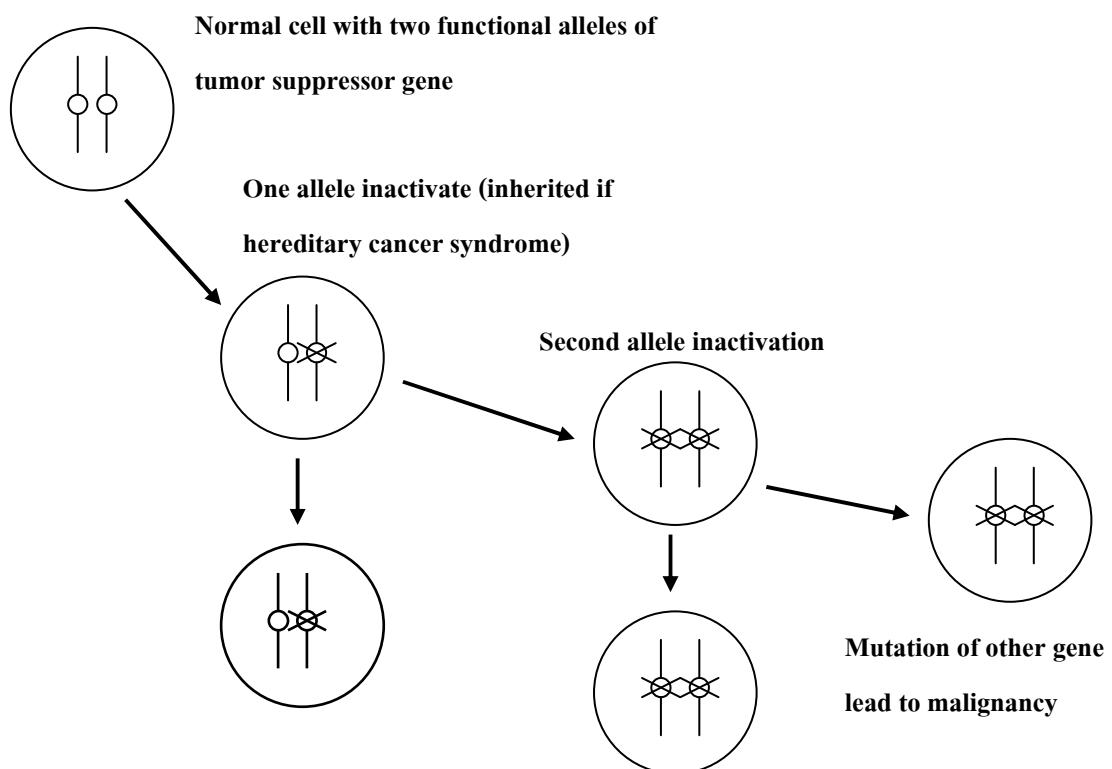 Normal cell with two functional alleles of
tumor suppressor gene
One allele inactivate (inherited if
hereditary cancer syndrome)
Second allele inactivation
Mutation of other gene
lead to malignancy